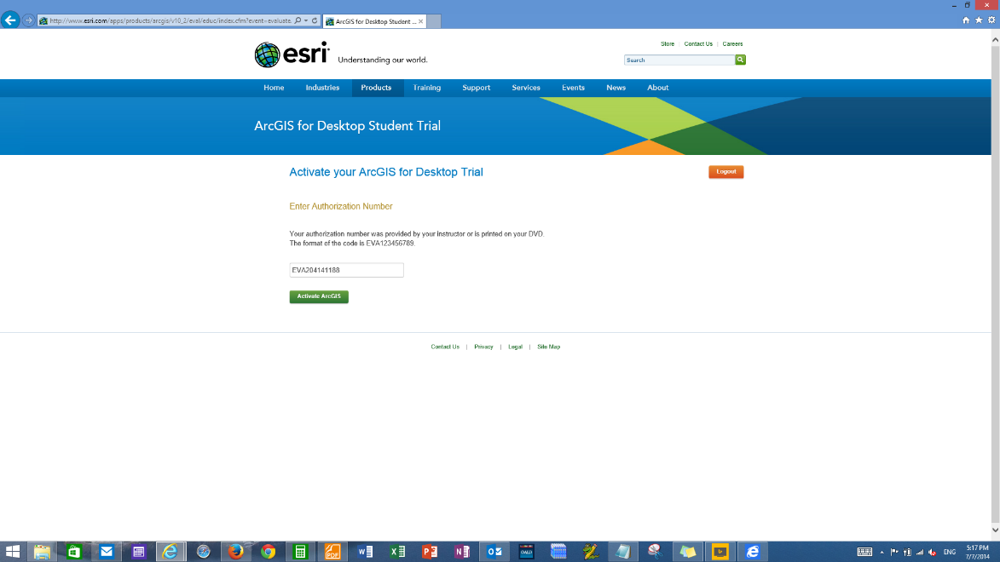 http://www.esri.com/apps/products/arcgis/v10_2/eval/educ/index.cfm?event=evaluate.
ArcGIS for Desktop Student ...
esri
Understanding our world.
Store | Contact Us | Careers
Search
Home Industries Products Training Support Services Events News About
ArcGIS for Desktop Student Trial
Activate your ArcGIS for Desktop Trial
Logout
Enter Authorization Number
Your authorization number was provided by your instructor or is printed on your DVD.
The format of the code is EVA123456789.
EVA204141188
Activate ArcGIS
Contact Us | Privacy | Legal | Site Map
ENG
5:17 PM
7/7/2014